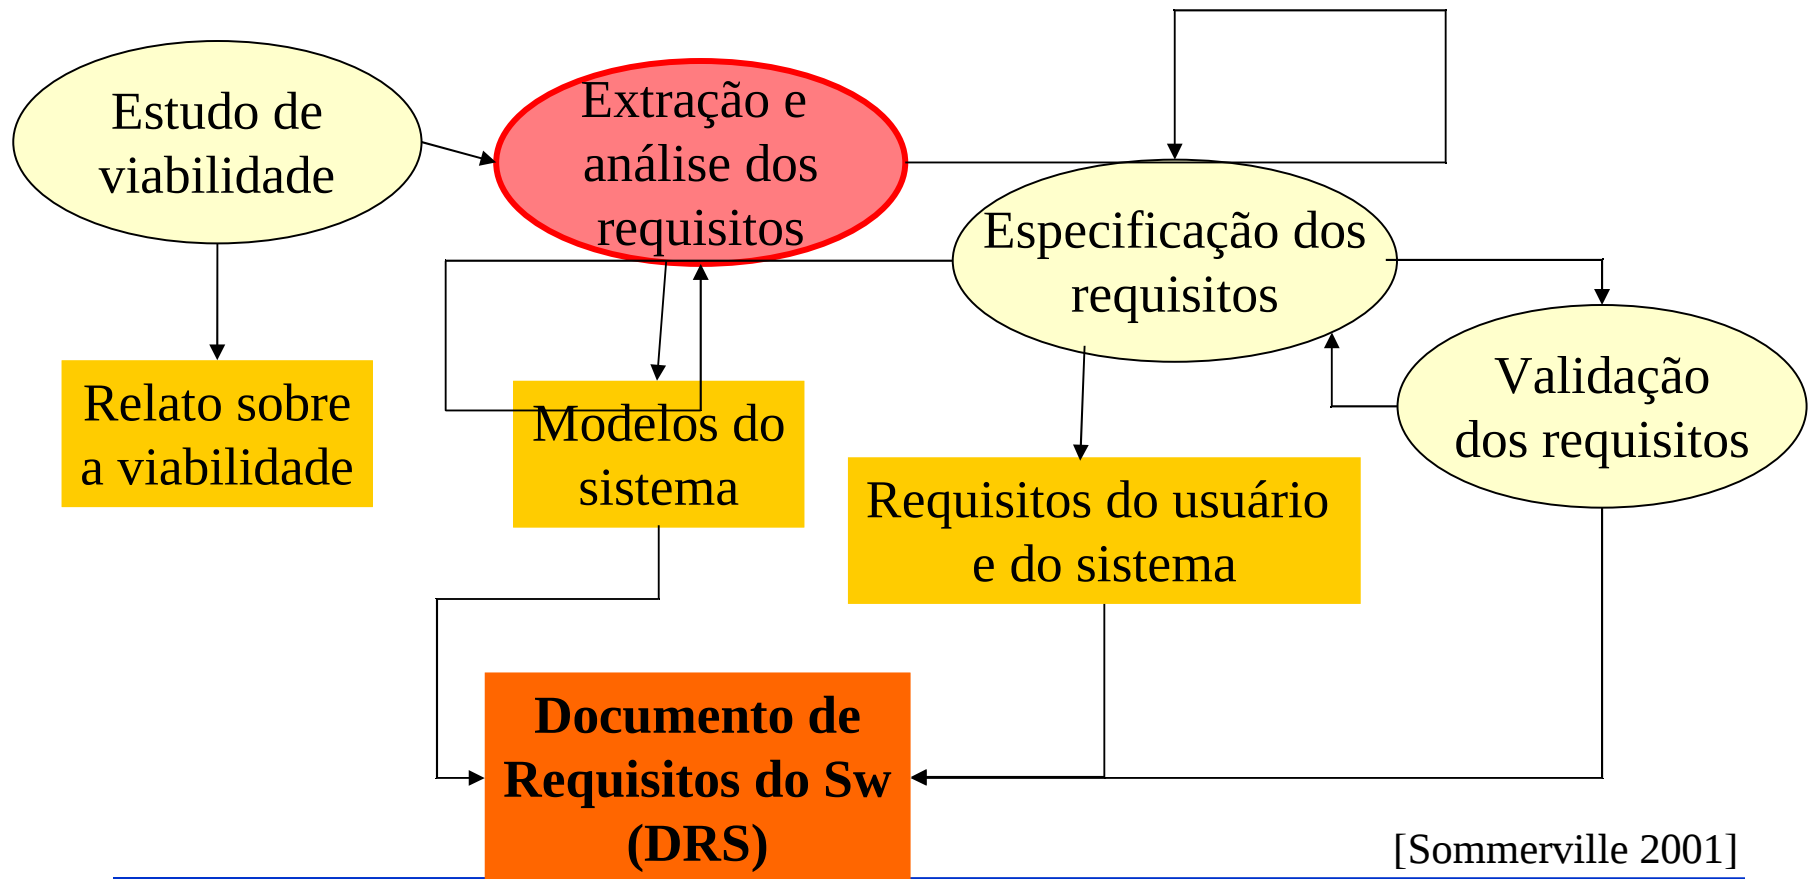 Estudo de
viabilidade
Extração e
análise dos
requisitos
Especificação dos
requisitos
Validação
dos requisitos
Relato sobre
a viabilidade
Modelos do
sistema
Requisitos do usuário
e do sistema
Documento de
Requisitos do Sw
(DRS)
[Sommerville 2001]